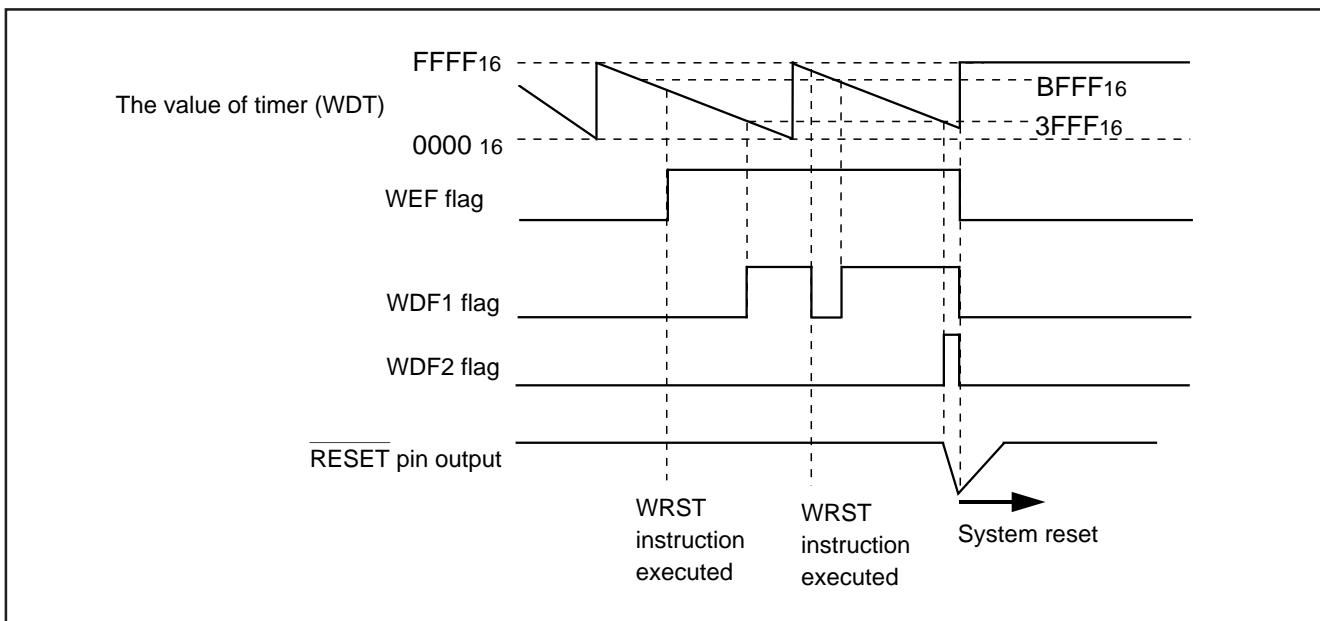 FFFF16
The value of timer (WDT)
BFFF16
3FFF16
0000 16
WEF flag
WDF1 flag
WDF2 flag
RESET pin output
WRST
instruction
executed
WRST
instruction
executed
System reset